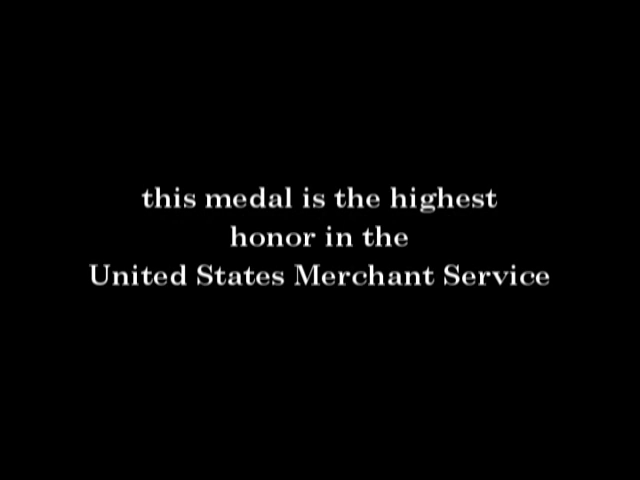 this medal is the highest
honor in the
United States Merchant Service